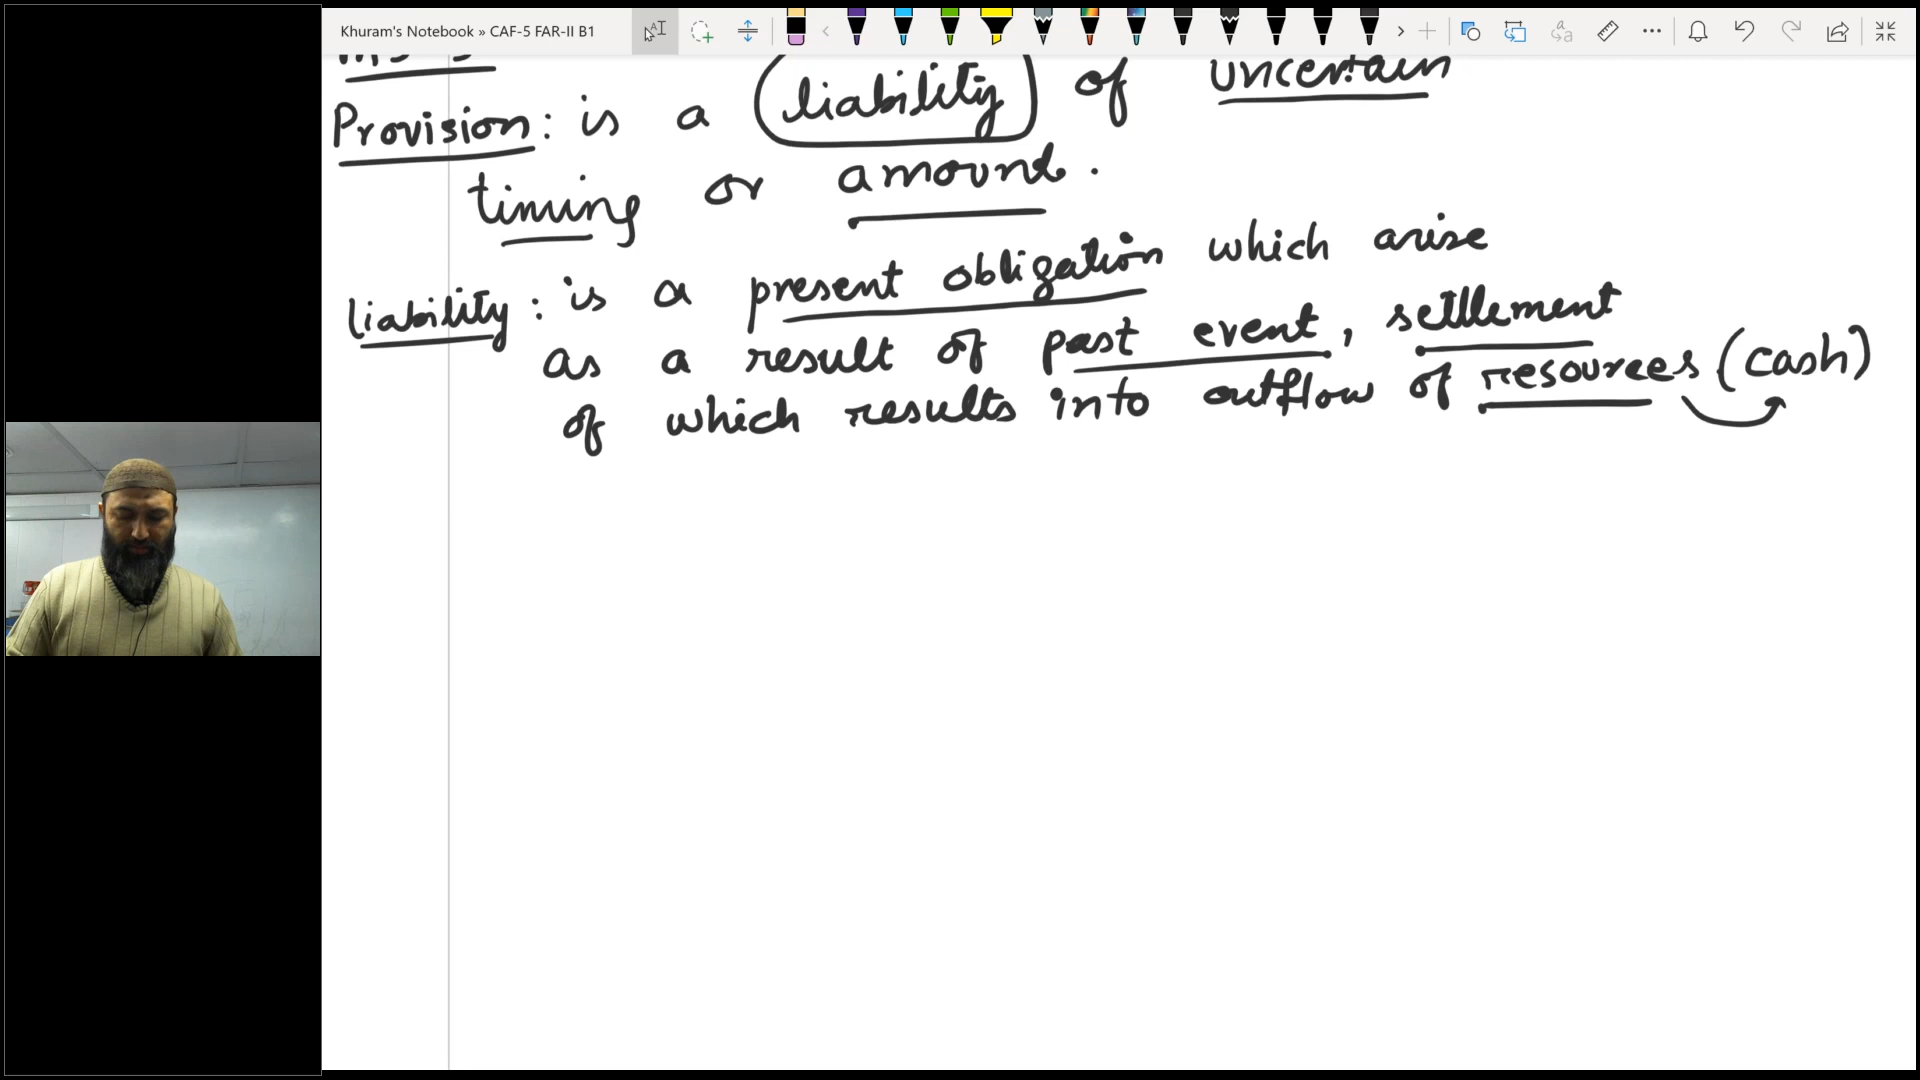 Khuram's Notebook » CAF-5 FAR-II B1
Provision: is a liability of uncertain
timing or amount.
liability: is a present obligation which arise
as a result of past event, settlement
of which results into outflow of resources (cash)